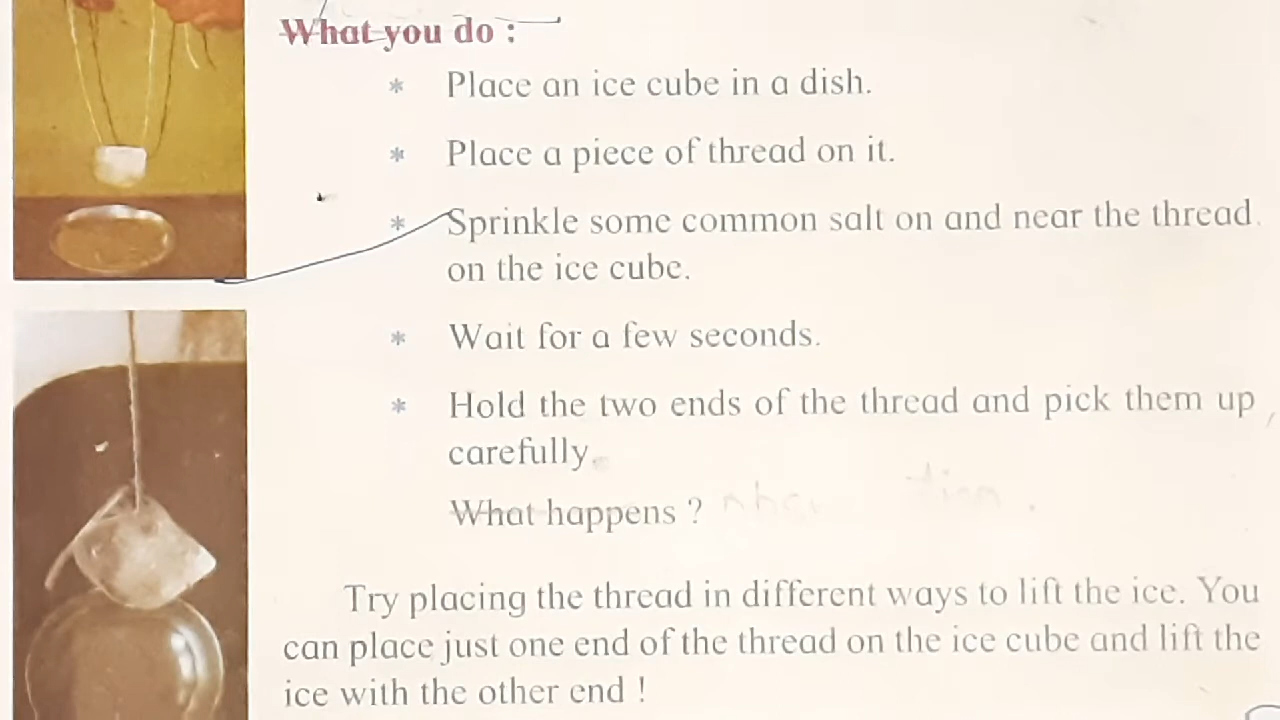 What you do :
* Place an ice cube in a dish.
* Place a piece of thread on it.
* Sprinkle some common salt on and near the thread
on the ice cube.
* Wait for a few seconds.
* Hold the two ends of the thread and pick them up
carefully.
What happens ?
Try placing the thread in different ways to lift the ice. You
can place just one end of the thread on the ice cube and lift the
ice with the other end !